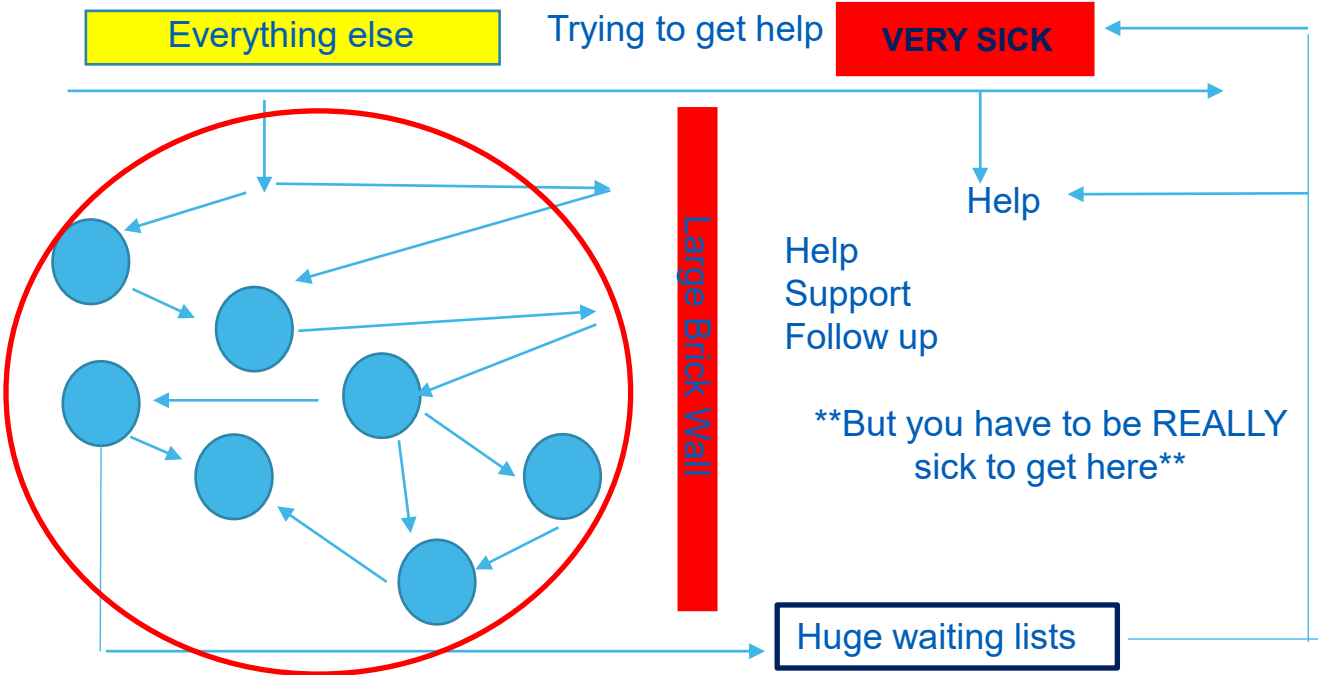 Everything else
Trying to get help
VERY SICK
Large Brick Wall
Help
Help
Support
Follow up
**But you have to be REALLY
sick to get here**
Huge waiting lists